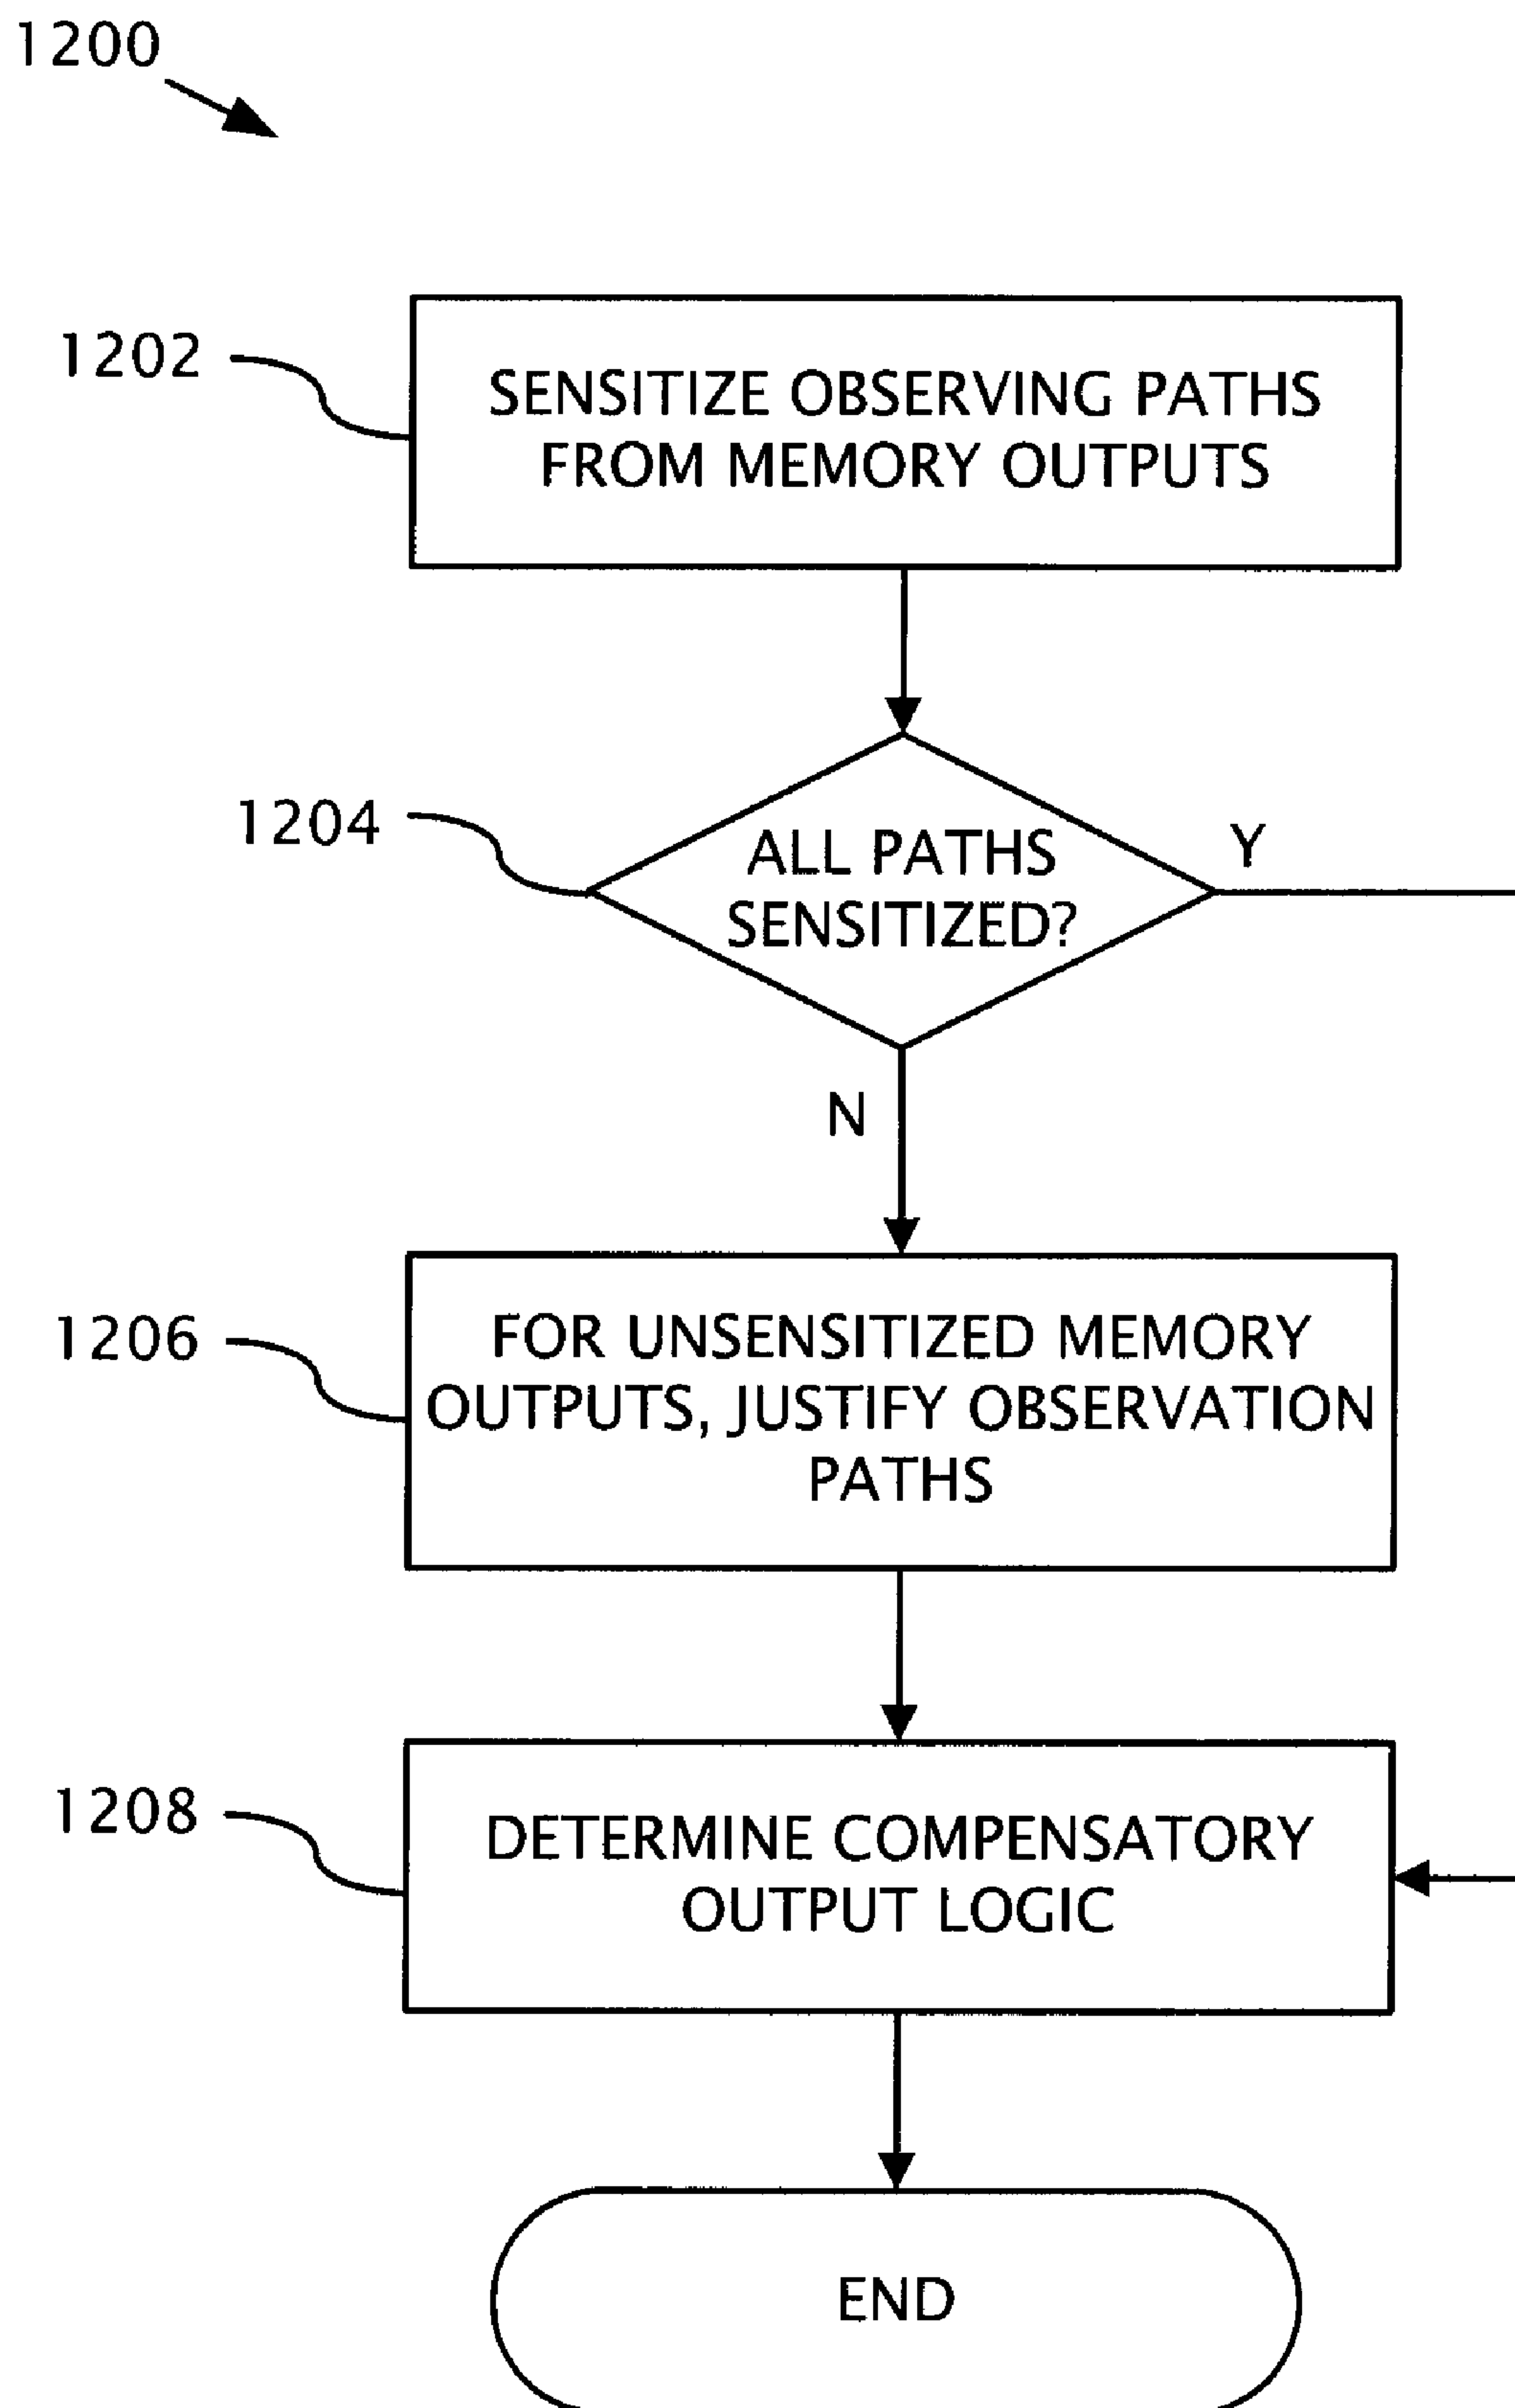 1200
1202
SENSITIZE OBSERVING PATHS
FROM MEMORY OUTPUTS
1204
ALL PATHS
SENSITIZED?
Y
N
1206
FOR UNSENSITIZED MEMORY
OUTPUTS, JUSTIFY OBSERVATION
PATHS
1208
DETERMINE COMPENSATORY
OUTPUT LOGIC
END